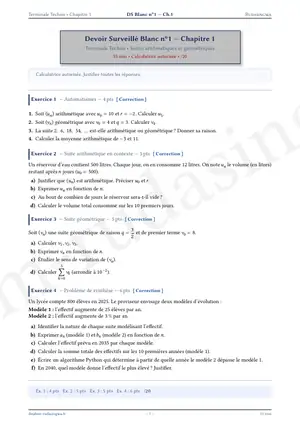 Terminale Techno • Chapitre 1
DS Blanc n°1 — Ch.1
Devoir Surveillé Blanc n°1 — Chapitre 1
Terminale Techno • Suites arithmétiques et géométriques
55 min • Calculatrice autorisée • /20
Calculatrice autorisée. Justifiez toutes les réponses.
Exercice 1 — Automatismes — 4 pts [ Correction ]
1. Soit (uₙ) arithmétique avec u₀ = 10 et r = −2. Calculer u₅
2. Soit (vₙ) géométrique avec v₀ = 4 et q = 3. Calculer v₃
3. La suite 2, 6, 18, 54, ... est-elle arithmétique ou géométrique ? Donner sa raison.
4. Calculer la moyenne arithmétique de −3 et 11.
Exercice 2 — Suite arithmétique en contexte — 5 pts [ Correction ]
Un réservoir d'eau contient 500 litres. Chaque jour, on en consomme 12 litres. On note uₙ le volume (en litres)
restant après n jours (u₀ = 500).
a) Justifier que (uₙ) est arithmétique. Préciser u₀ et r
b) Exprimer uₙ en fonction de n.
c) Au bout de combien de jours le réservoir sera-t-il vide ?
d) Calculer le volume total consommé sur les 10 premiers jours.
Exercice 3 — Suite géométrique — 5 pts [ Correction ]
Soit (vₙ) une suite géométrique de raison q = et de premier terme v₀ = 8.
a) Calculer v₁, v₂, v₃.
b) Exprimer vₙ en fonction de n.
c) Étudier le sens de variation de (vₙ).
d) Calculer ∑ vₖ (arrondir à 10⁻²)
Exercice 4 — Problème de synthèse — 6 pts [ Correction ]
Un lycée compte 800 élèves en 2025. Le proviseur envisage deux modèles d'évolution :
Modèle 1 : l'effectif augmente de 25 élèves par an.
Modèle 2 : l'effectif augmente de 3 % par an.
a) Identifier la nature de chaque suite modélisant l'effectif.
b) Exprimer aₙ (modèle 1) et bₙ (modèle 2) en fonction de n.
c) Calculer l'effectif prévu en 2035 par chaque modèle.
d) Calculer la somme totale des effectifs sur les 10 premières années (modèle 1)
e) Écrire un algorithme Python qui détermine à partir de quelle année le modèle 2 dépasse le modèle 1.
f) En 2040, quel modèle donne l'effectif le plus élevé ? Justifier.
Ex. 1 : 4 pts Ex. 2 : 5 pts Ex. 3 : 5 pts Ex. 4 : 6 pts /20